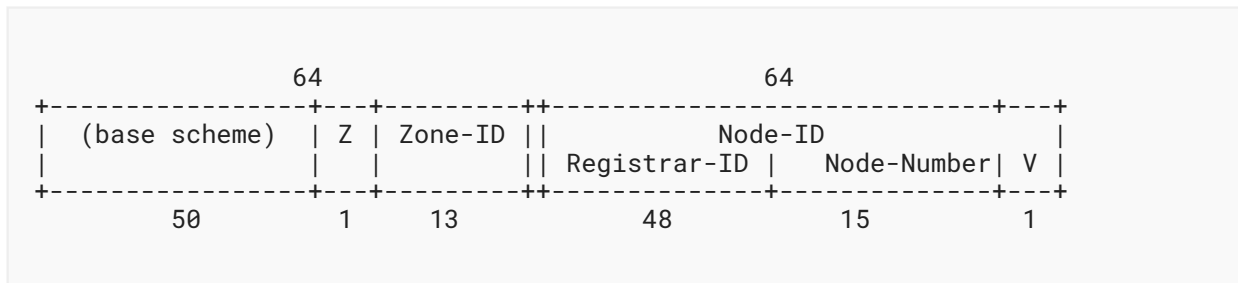 64                             64
+-----------------+---+---------++-----------------------------+---+
|  (base scheme)  | Z | Zone-ID ||           Node-ID               |
|                 |   |         || Registrar-ID |   Node-Number| V |
+-----------------+---+---------++--------------+--------------+---+
         50         1     13            48           15          1